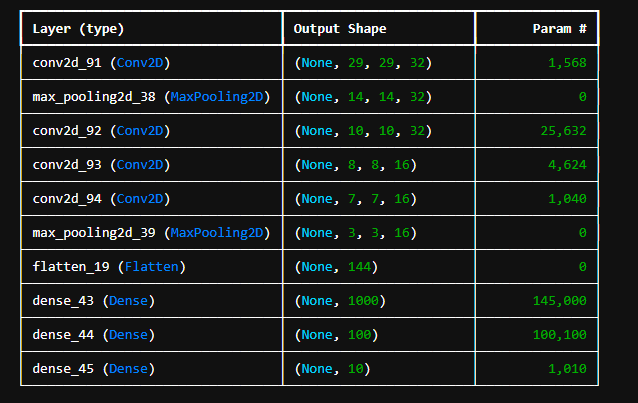 Layer (type) Output Shape Param #
conv2d_91 (Conv2D) (None, 29, 29, 32) 1,568
max_pooling2d_38 (MaxPooling2D) (None, 14, 14, 32) 0
conv2d_92 (Conv2D) (None, 10, 10, 32) 25,632
conv2d_93 (Conv2D) (None, 8, 8, 16) 4,624
conv2d_94 (Conv2D) (None, 7, 7, 16) 1,040
max_pooling2d_39 (MaxPooling2D) (None, 3, 3, 16) 0
flatten_19 (Flatten) (None, 144) 0
dense_43 (Dense) (None, 1000) 145,000
dense_44 (Dense) (None, 100) 100,100
dense_45 (Dense) (None, 10) 1,010